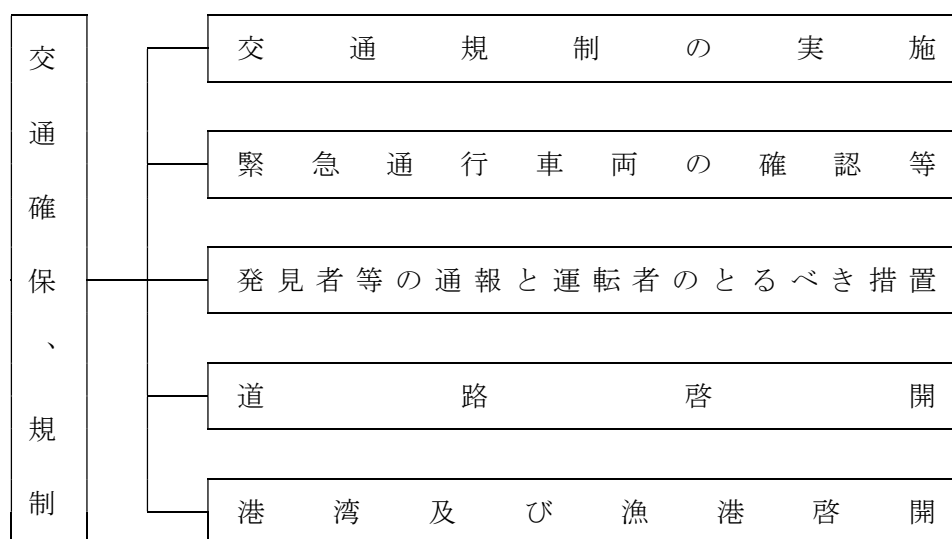 交通確保、規制
交通規制の実施
緊急通行車両の確認等
発見者等の通報と運転者のとるべき措置
道路啓開
港湾及び漁港啓開